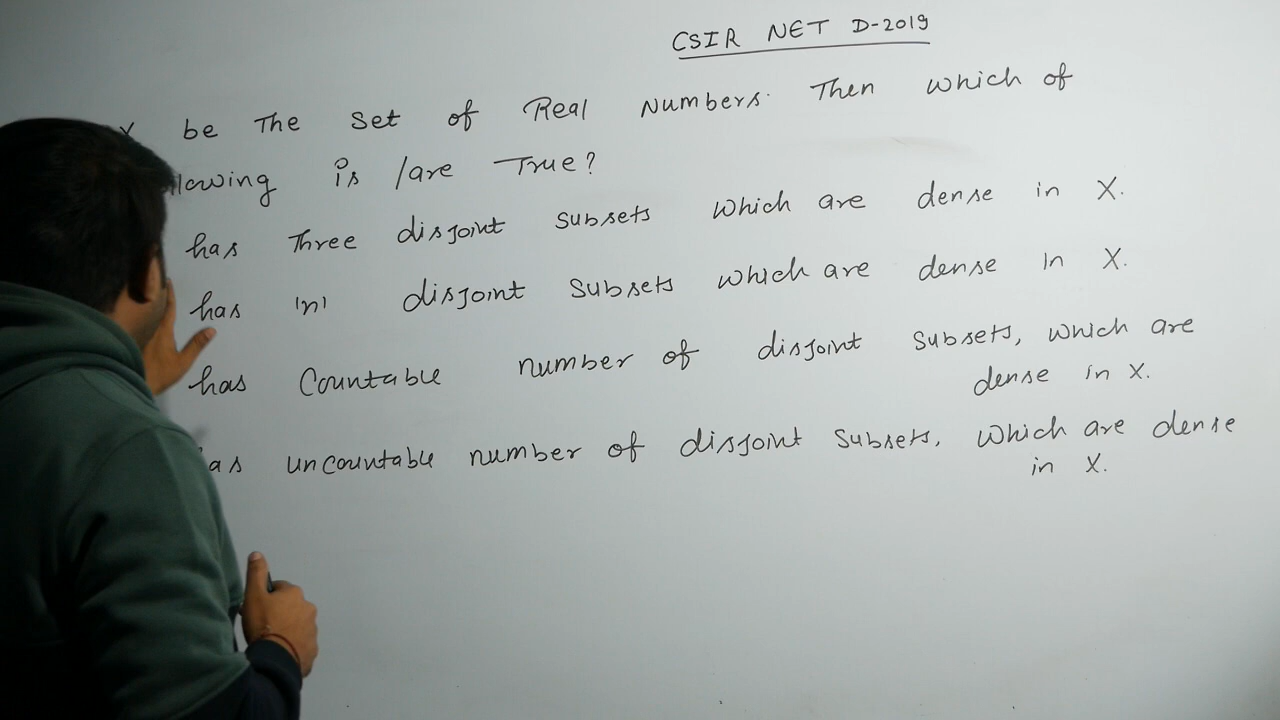 CSIR NET D-2019
X be The Set of Real Numbers. Then which of
llowing is /are True?
has Three disjoint subsets which are dense in X.
has 'n' disjoint subsets which are dense in X.
has Countable number of disjoint subsets, which are
dense in X.
as uncountable number of disjoint subsets, which are dense
in X.